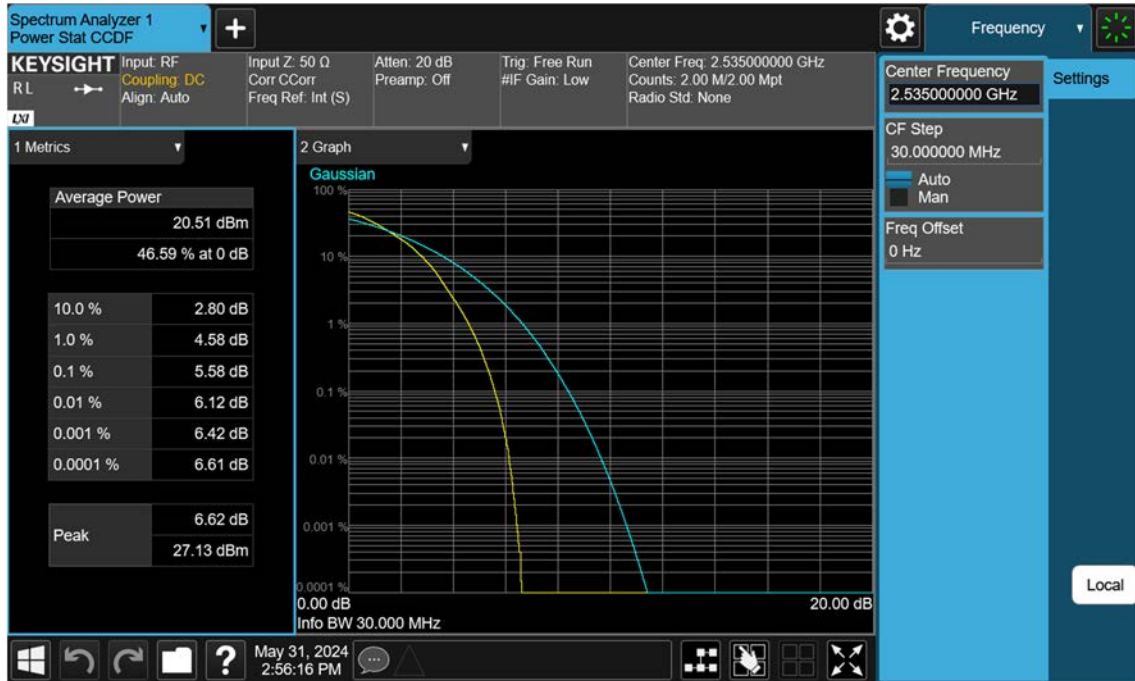 Spectrum Analyzer 1
Power Stat CCDF
Frequency
KEYSIGHT
R L
LXI
Input: RF
Coupling: DC
Align: Auto
Input Z: 50 Ω
Corr CCorr
Freq Ref: Int (S)
Atten: 20 dB
Preamp: Off
Trig: Free Run
#IF Gain: Low
Center Freq: 2.535000000 GHz
Counts: 2.00 M/2.00 Mpt
Radio Std: None
Center Frequency
2.535000000 GHz
Settings
CF Step
30.000000 MHz
Auto
Man
Freq Offset
0 Hz
1 Metrics
Average Power
20.51 dBm
46.59 % at 0 dB
10.0 % 2.80 dB
1.0 % 4.58 dB
0.1 % 5.58 dB
0.01 % 6.12 dB
0.001 % 6.42 dB
0.0001 % 6.61 dB
Peak
6.62 dB
27.13 dBm
2 Graph
Gaussian
100 %
10 %
1 %
0.1 %
0.01 %
0.001 %
0.0001 %
0.00 dB 20.00 dB
Info BW 30.000 MHz
Local
?
May 31, 2024
2:56:16 PM